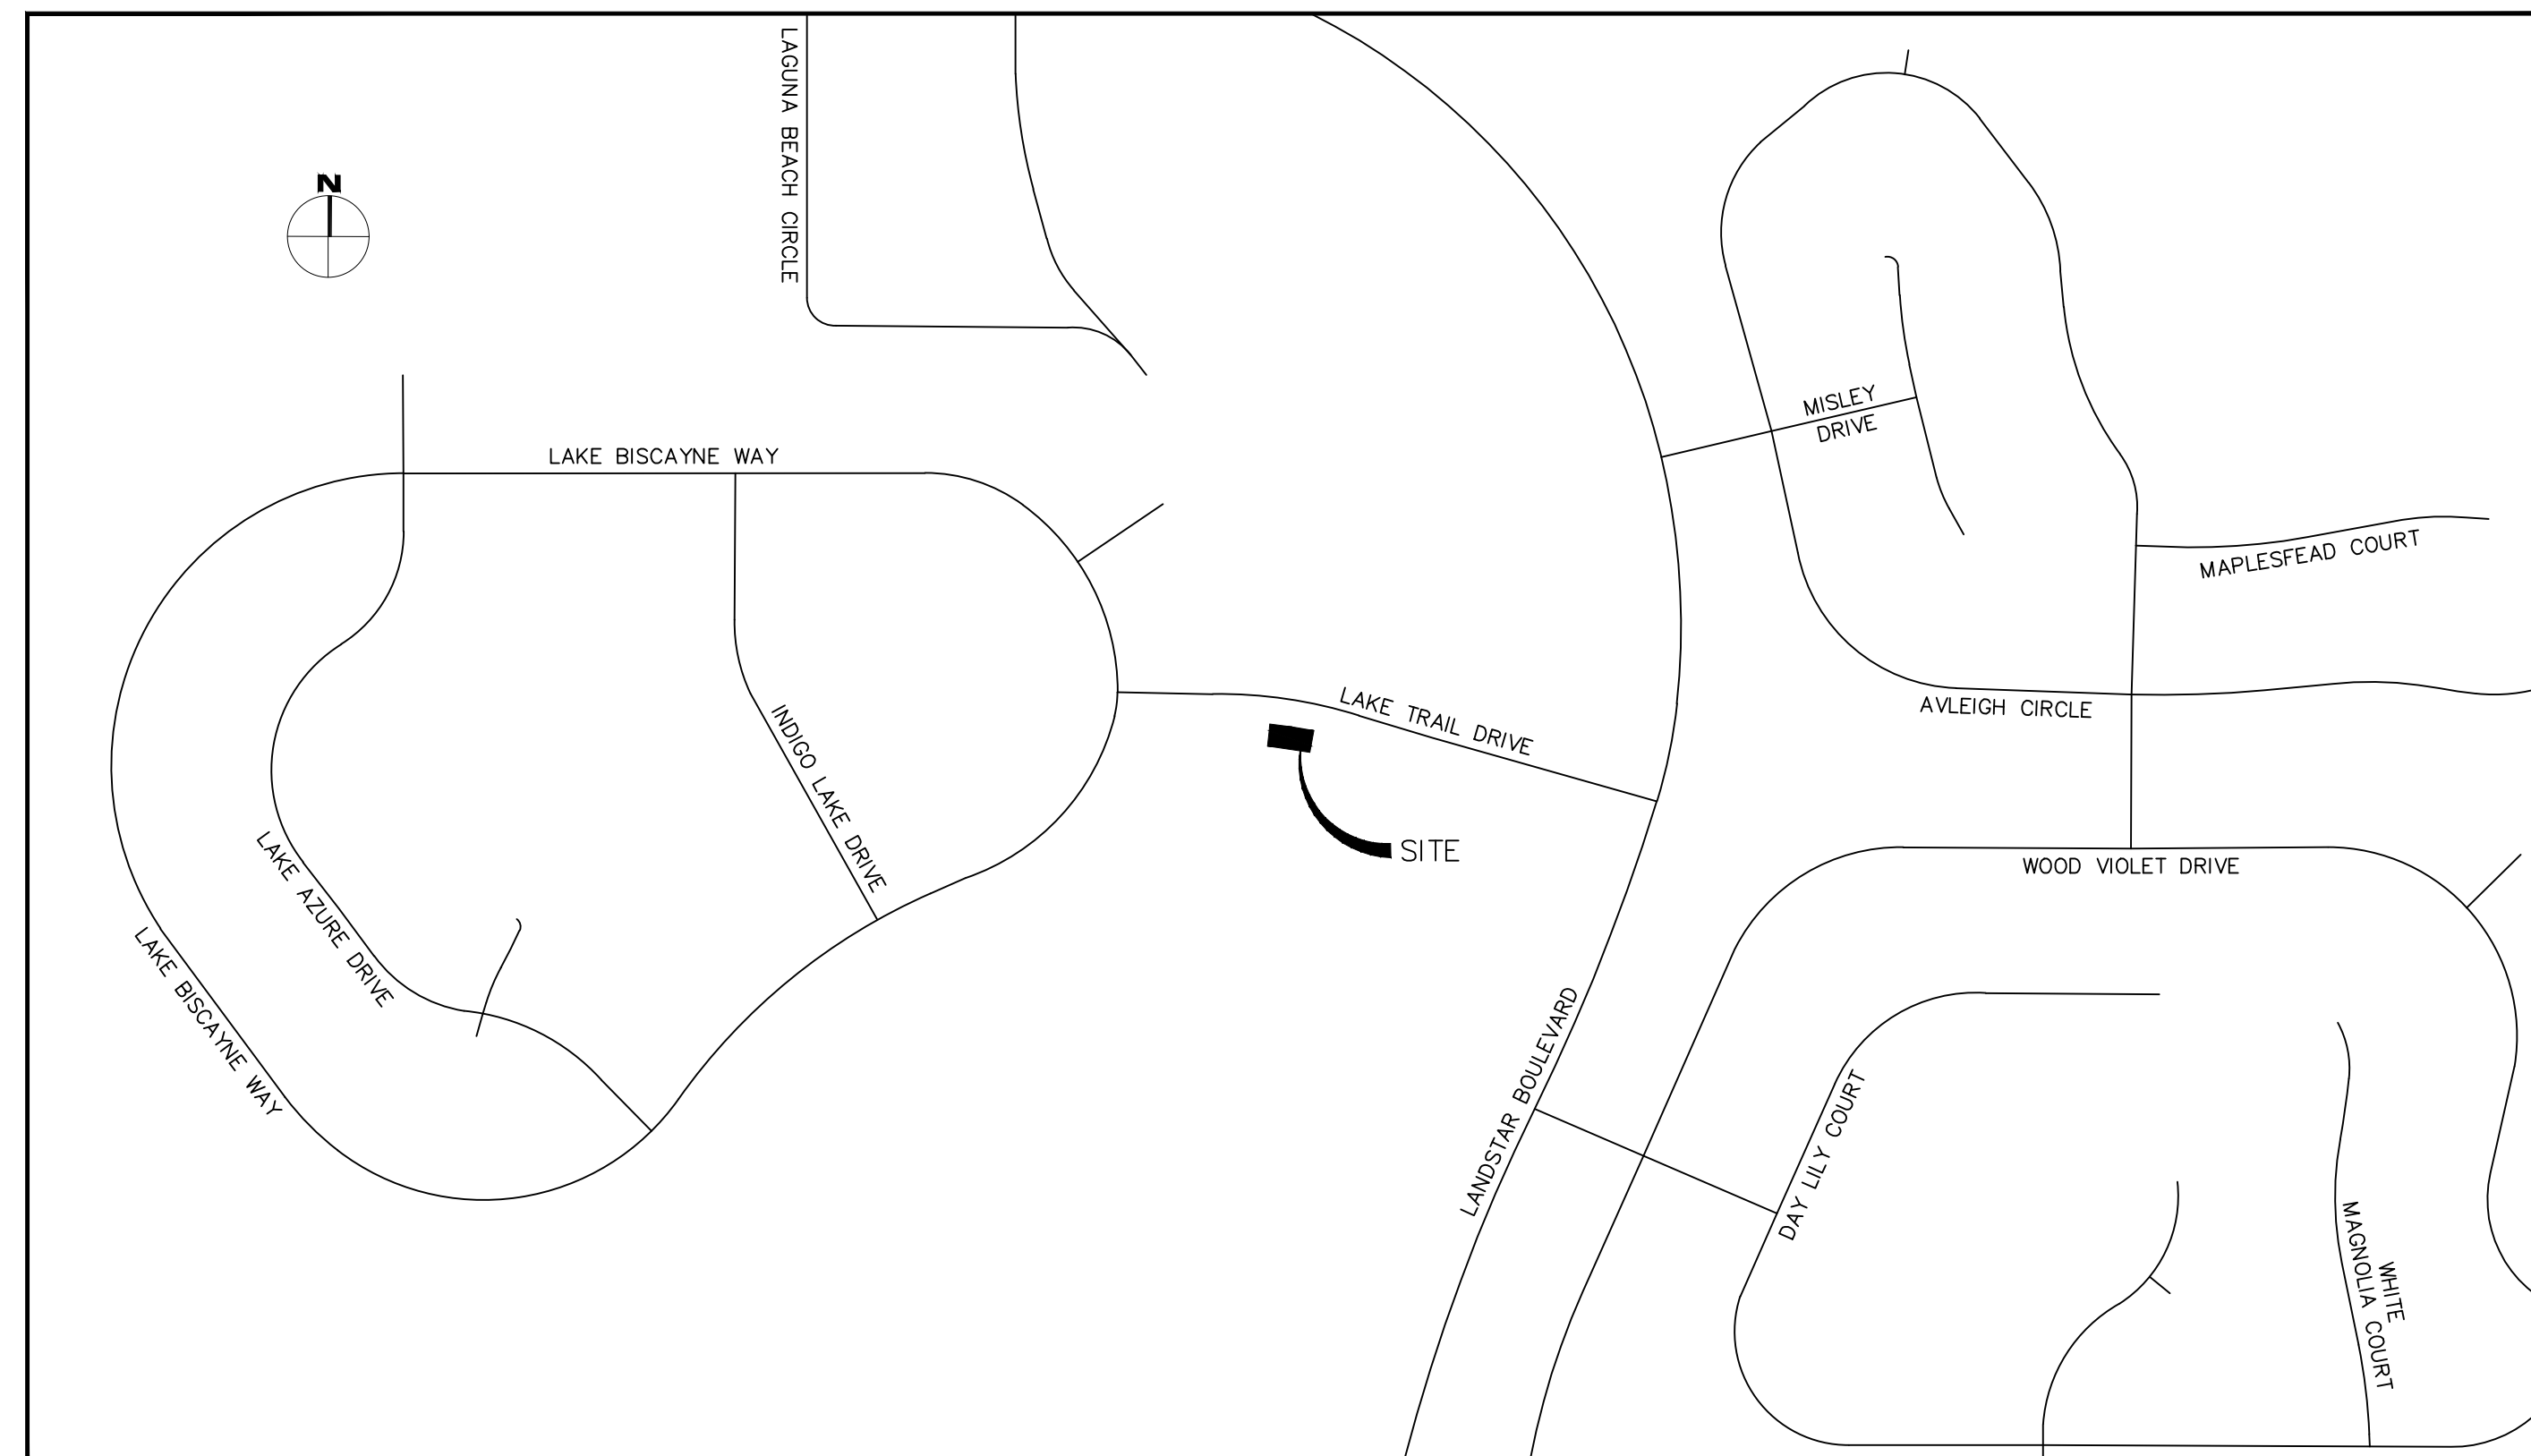 LAGUNA BEACH CIRCLE
N
LAKE BISCAYNE WAY
MISLEY
DRIVE
MAPLESFEAD COURT
LAKE TRAIL DRIVE
AVLEIGH CIRCLE
INDIGO LAKE DRIVE
SITE
WOOD VIOLET DRIVE
LAKE AZURE DRIVE
LAKE BISCAYNE WAY
LANDSTAR BOULEVARD
DAY LILY COURT
WHITE
MAGNOLIA COURT